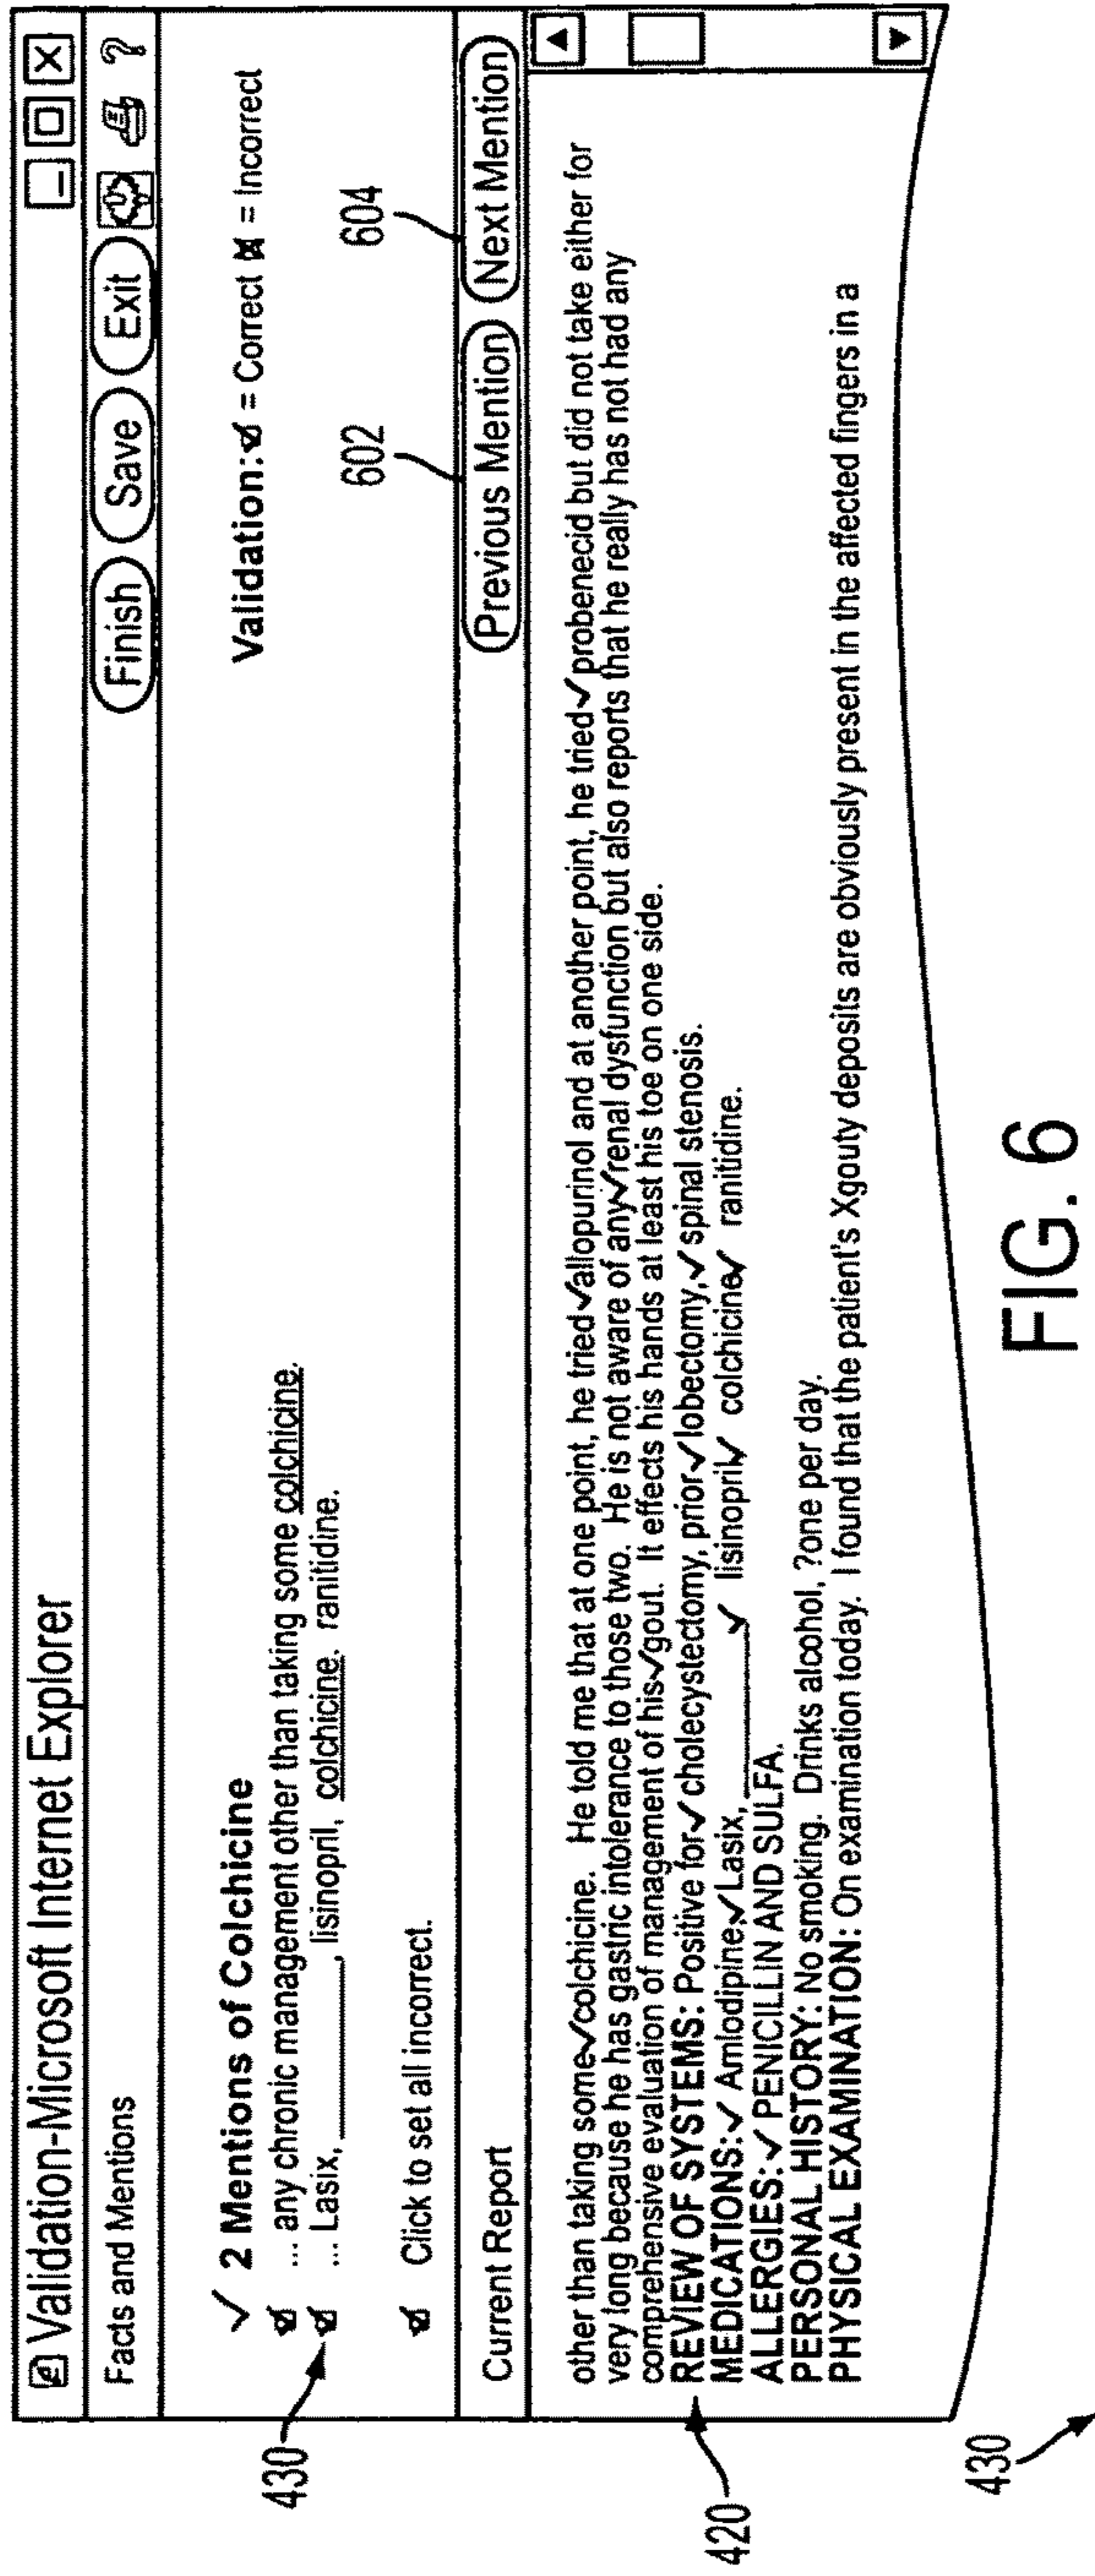 Validation-Microsoft Internet Explorer
Facts and Mentions Finish Save Exit ?
✓ 2 Mentions of Colchicine Validation: ☑ = Correct ☒ = Incorrect
☑ ... any chronic management other than taking some colchicine.
430 ☑ ... Lasix, ________, lisinopril, colchicine, ranitidine.
602 604
☑ Click to set all incorrect.
Current Report Previous Mention Next Mention
other than taking some✓colchicine. He told me that at one point, he tried✓allopurinol and at another point, he tried✓probenecid but did not take either for
very long because he has gastric intolerance to those two. He is not aware of any✓renal dysfunction but also reports that he really has not had any
comprehensive evaluation of management of his✓gout. It effects his hands at least his toe on one side.
420 REVIEW OF SYSTEMS: Positive for✓cholecystectomy, prior✓lobectomy,✓spinal stenosis.
MEDICATIONS:✓ Amlodipine,✓Lasix, ________ ✓ lisinopril✓ colchicine✓ ranitidine.
ALLERGIES:✓ PENICILLIN AND SULFA.
PERSONAL HISTORY: No smoking. Drinks alcohol, ?one per day.
PHYSICAL EXAMINATION: On examination today. I found that the patient's Xgouty deposits are obviously present in the affected fingers in a
430
FIG. 6